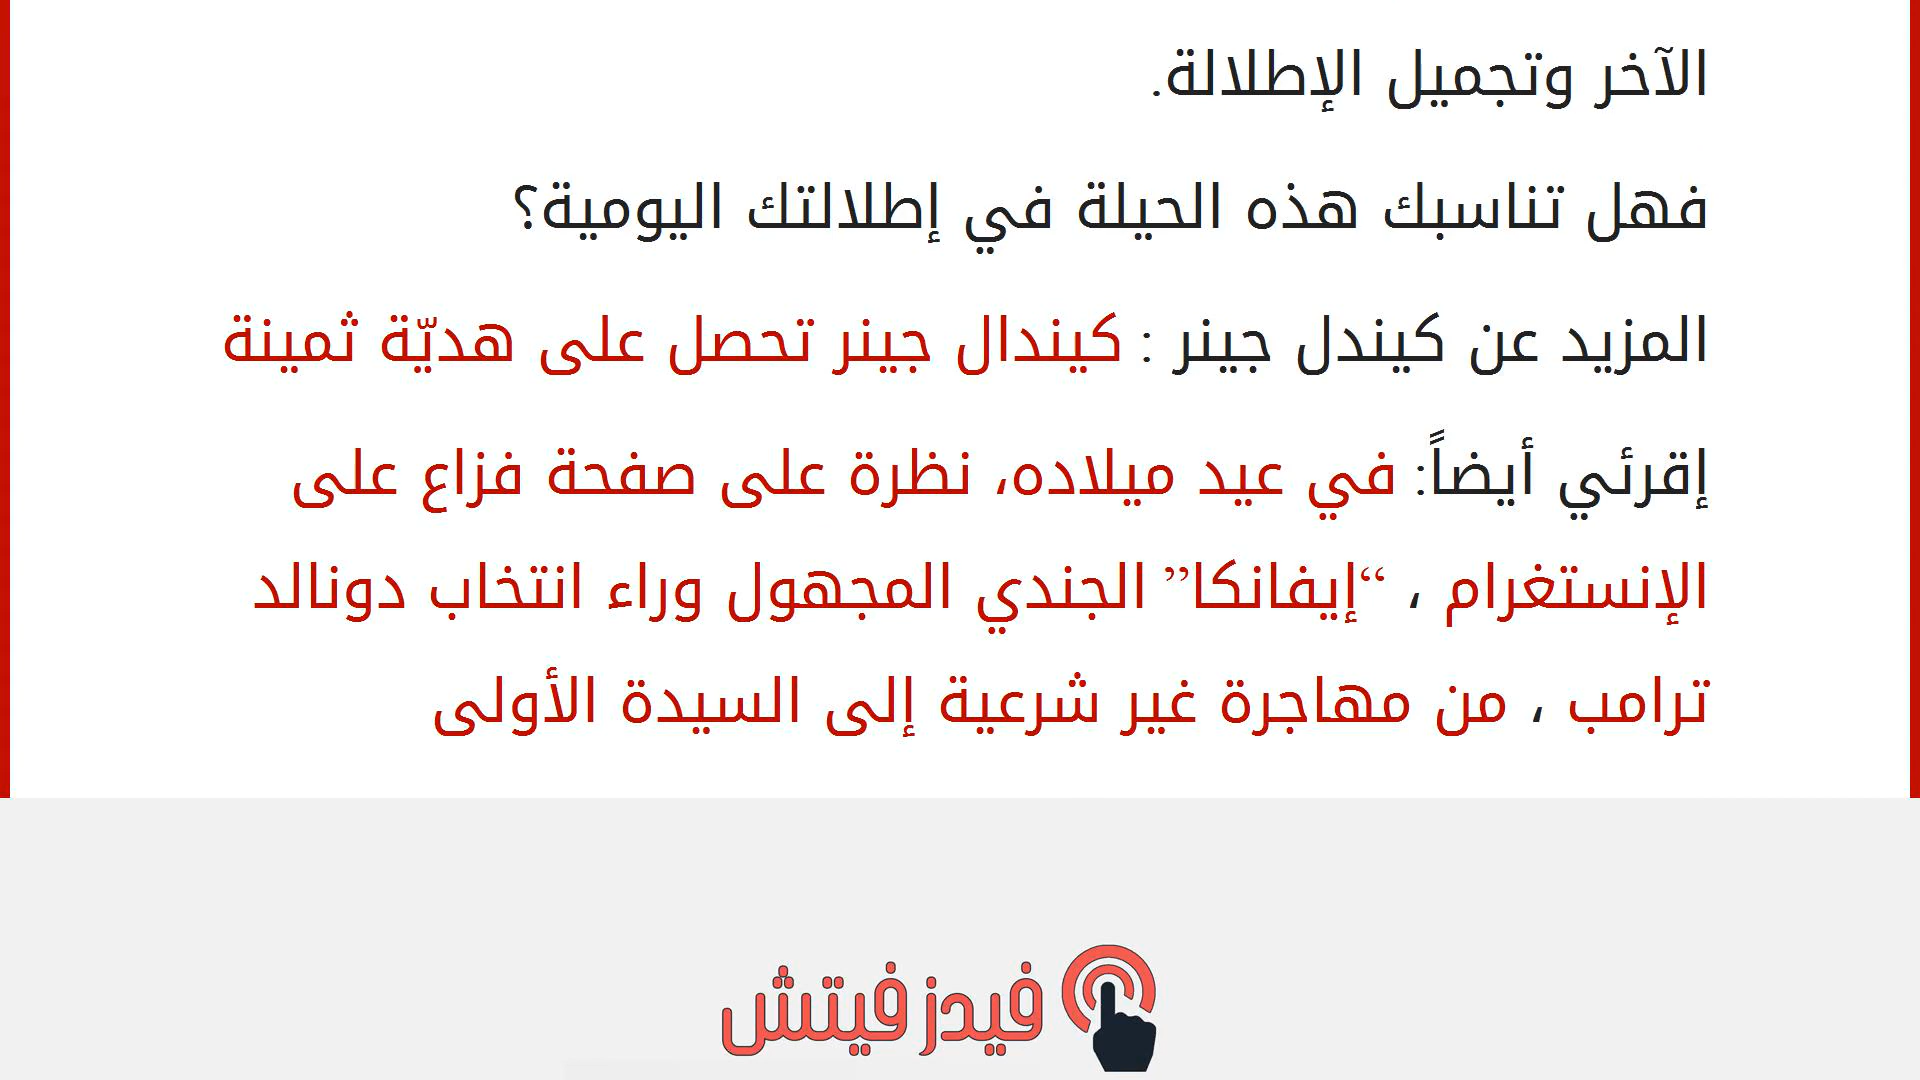 الآخر وتجميل الإطلالة.
فهل تناسبك هذه الحيلة في إطلالتك اليومية؟
المزيد عن كيندل جينر : كيندال جينر تحصل على هديّة ثمينة
إقرئي أيضاً: في عيد ميلاده، نظرة على صفحة فزاع على
الإنستغرام ، “إيفانكا” الجندي المجهول وراء انتخاب دونالد
ترامب ، من مهاجرة غير شرعية إلى السيدة الأولى
فيدز فيتش